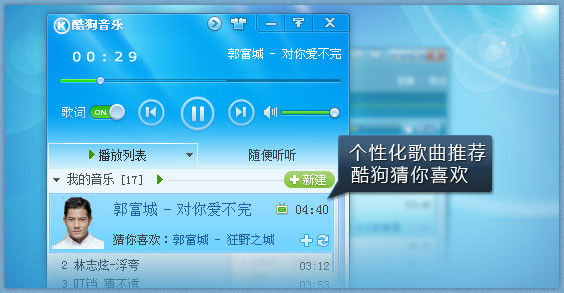 酷狗音乐
00:29
郭富城 - 对你爱不完
歌词 ON
播放列表 随便听听
我的音乐 [17] 新建
个性化歌曲推荐
酷狗猜你喜欢
郭富城 - 对你爱不完 04:40
猜你喜欢：郭富城 - 狂野之城
2 林志炫-浮夸 03:12
3 叮铛 猜不透 03:53